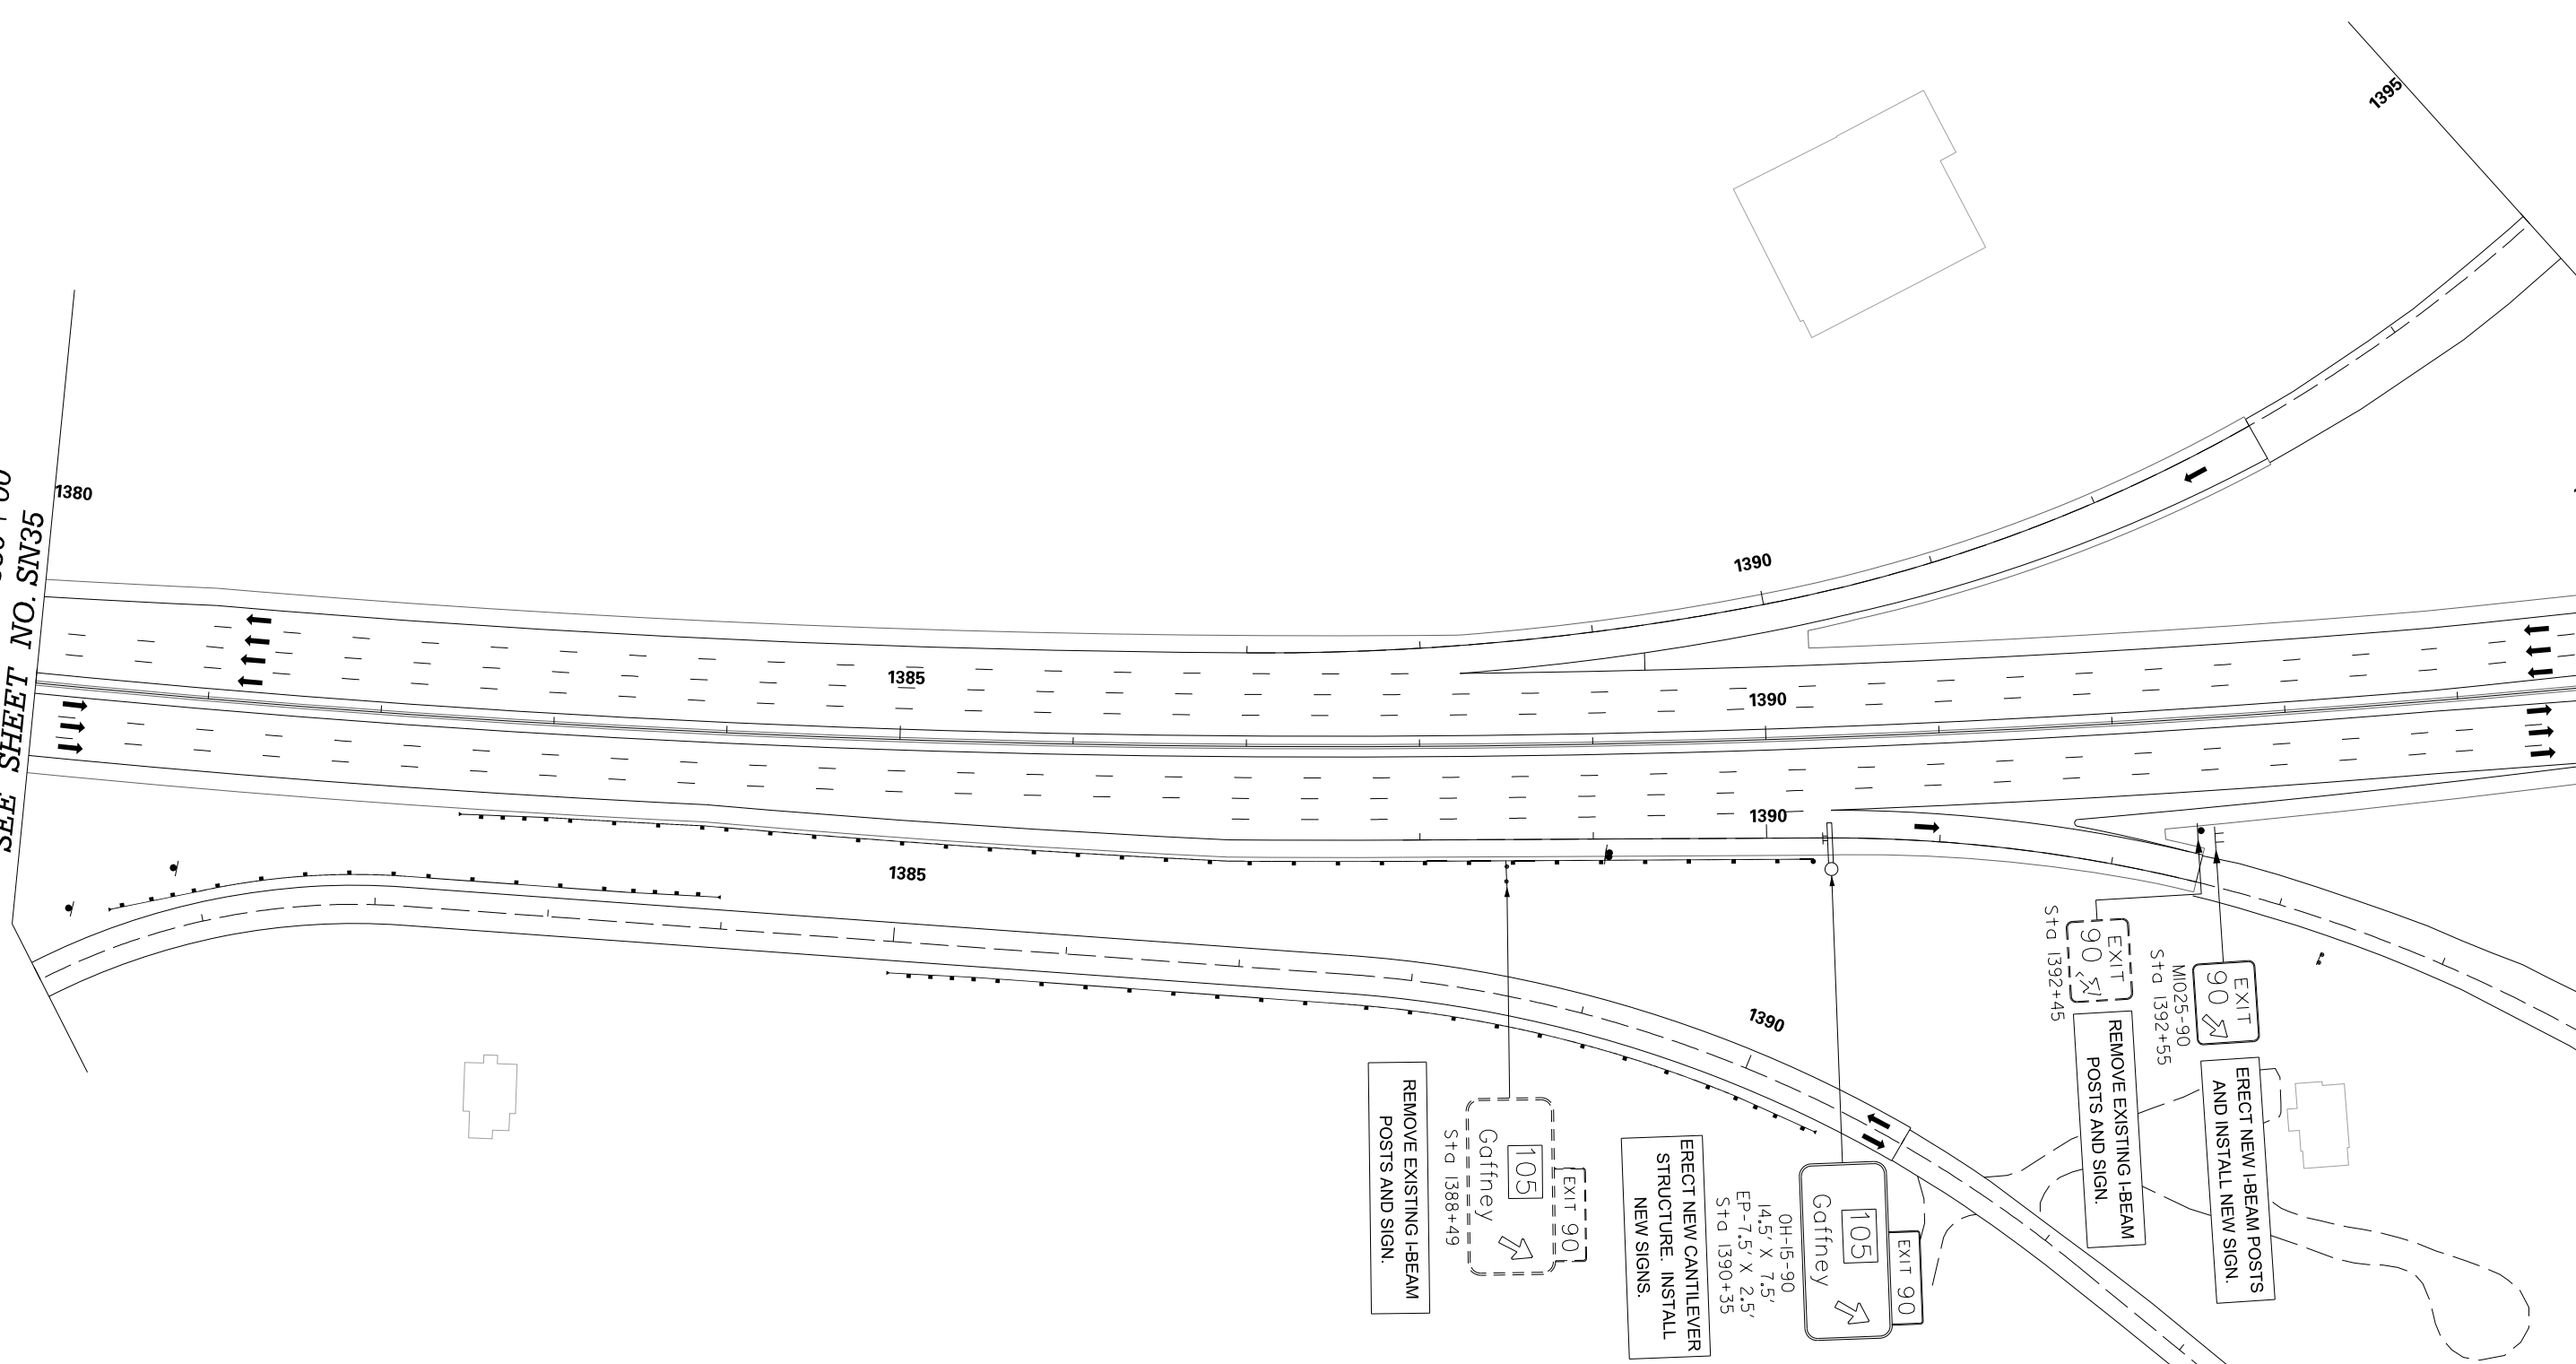 SEE SHEET NO. SN35
1380
1395
1390
1385
1390
1390
1385
1390
REMOVE EXISTING I-BEAM
POSTS AND SIGN.
EXIT 90
105
Gaffney
Sta 1388+49
ERECT NEW CANTILEVER
STRUCTURE. INSTALL
NEW SIGNS.
OH-15-90
14.5' X 7.5'
EP-7.5' X 2.5'
Sta 1390+35
EXIT 90
105
Gaffney
EXIT
90
Sta 1392+45
REMOVE EXISTING I-BEAM
POSTS AND SIGN.
M1025-90
Sta 1392+55
EXIT
90
ERECT NEW I-BEAM POSTS
AND INSTALL NEW SIGN.